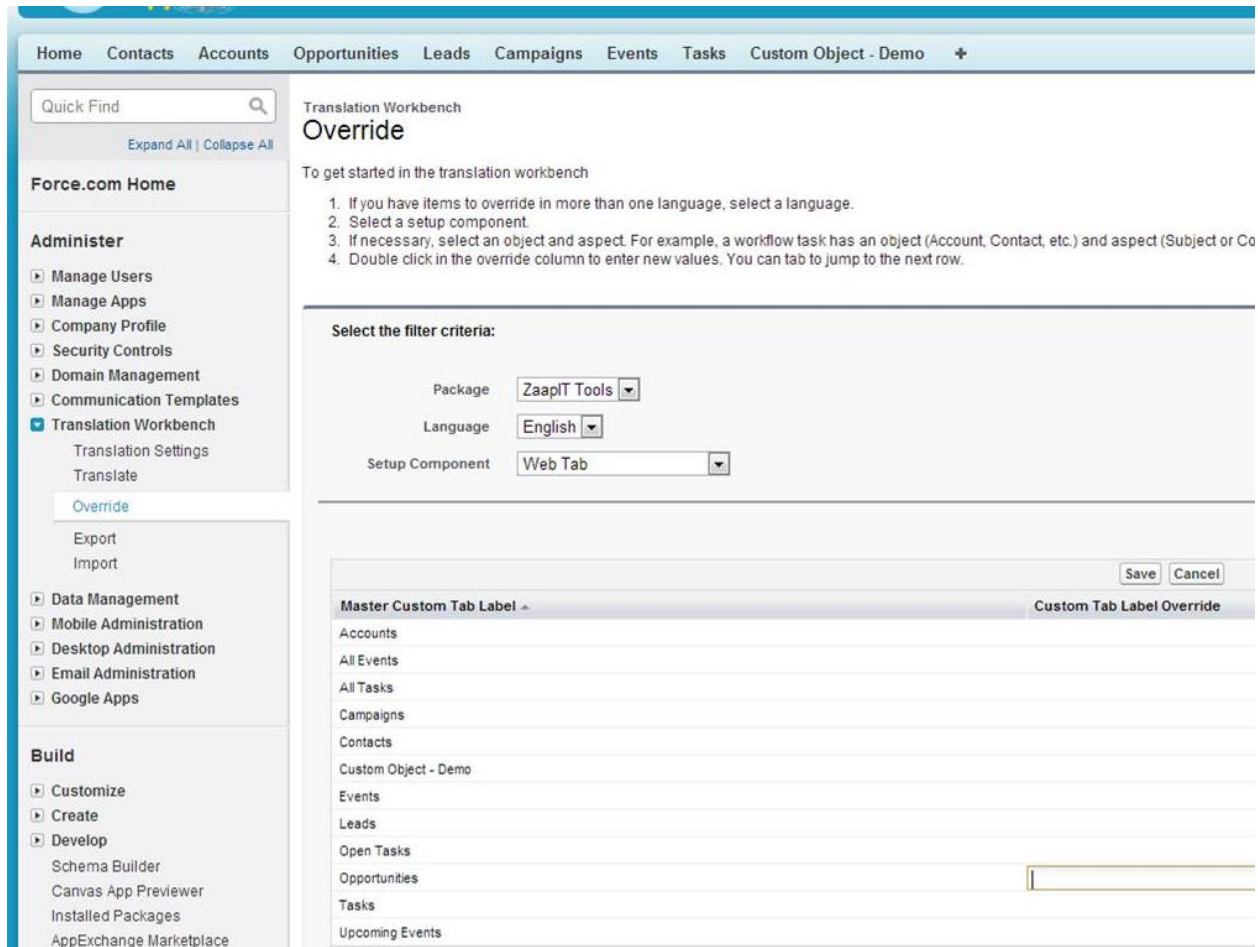 Home Contacts Accounts Opportunities Leads Campaigns Events Tasks Custom Object - Demo +
Quick Find
Expand All | Collapse All
Force.com Home
Administer
Manage Users
Manage Apps
Company Profile
Security Controls
Domain Management
Communication Templates
Translation Workbench
Translation Settings
Translate
Override
Export
Import
Data Management
Mobile Administration
Desktop Administration
Email Administration
Google Apps
Build
Customize
Create
Develop
Schema Builder
Canvas App Previewer
Installed Packages
AppExchange Marketplace
Translation Workbench
Override
To get started in the translation workbench
1. If you have items to override in more than one language, select a language.
2. Select a setup component.
3. If necessary, select an object and aspect. For example, a workflow task has an object (Account, Contact, etc.) and aspect (Subject or Co
4. Double click in the override column to enter new values. You can tab to jump to the next row.
Select the filter criteria:
Package ZaapIT Tools
Language English
Setup Component Web Tab
Save Cancel
Master Custom Tab Label Custom Tab Label Override
Accounts
All Events
All Tasks
Campaigns
Contacts
Custom Object - Demo
Events
Leads
Open Tasks
Opportunities
Tasks
Upcoming Events